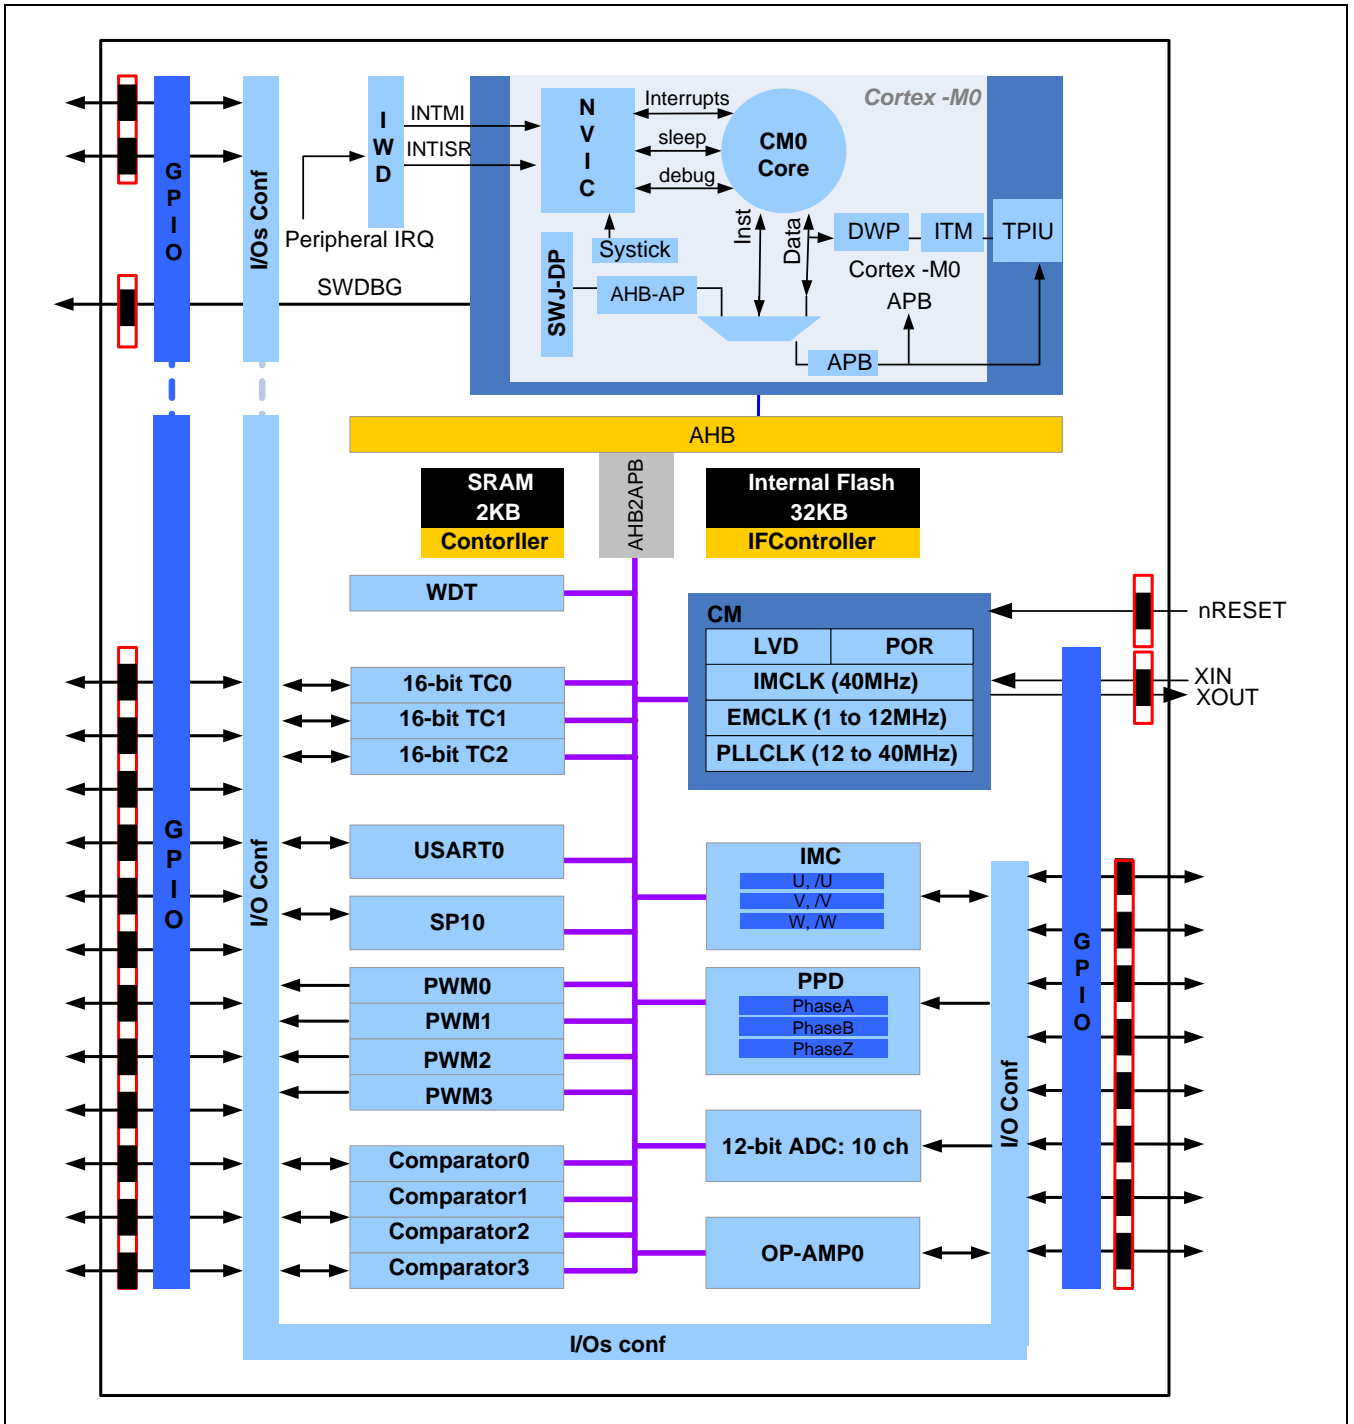 Cortex -M0
N
V
I
C
Interrupts
sleep
debug
CM0
Core
I
W
D
INTMI
INTISR
Peripheral IRQ
GPIO
I/Os Conf
SWDBG
Systick
SWJ-DP
AHB-AP
Inst
Data
DWP
ITM
TPIU
Cortex -M0
APB
APB
AHB
SRAM
2KB
Contorller
AHB2APB
Internal Flash
32KB
IFController
WDT
CM
LVD
POR
IMCLK (40MHz)
EMCLK (1 to 12MHz)
PLLCLK (12 to 40MHz)
nRESET
XIN
XOUT
16-bit TC0
16-bit TC1
16-bit TC2
GPIO
I/O Conf
USART0
SP10
PWM0
PWM1
PWM2
PWM3
Comparator0
Comparator1
Comparator2
Comparator3
IMC
U, /U
V, /V
W, /W
PPD
PhaseA
PhaseB
PhaseZ
12-bit ADC: 10 ch
OP-AMP0
I/O Conf
GPIO
I/Os conf